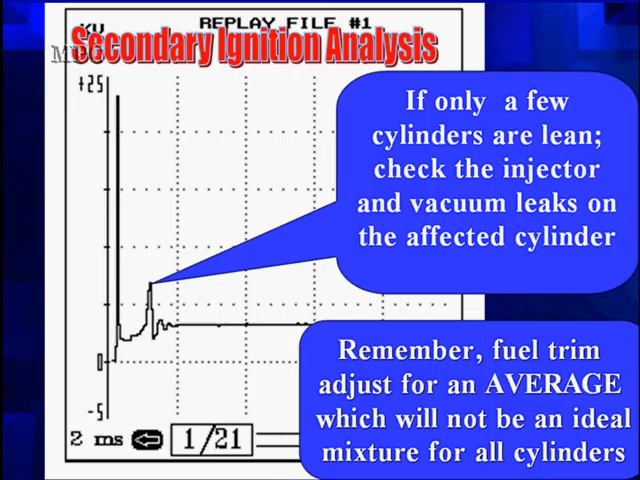 REPLAY FILE #1
KV
Secondary Ignition Analysis
+25
If only a few
cylinders are lean;
check the injector
and vacuum leaks on
the affected cylinder
0
Remember, fuel trim
adjust for an AVERAGE
which will not be an ideal
mixture for all cylinders
-5
2 ms
1/21